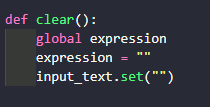 def clear():
    global expression
    expression = ""
    input_text.set("")